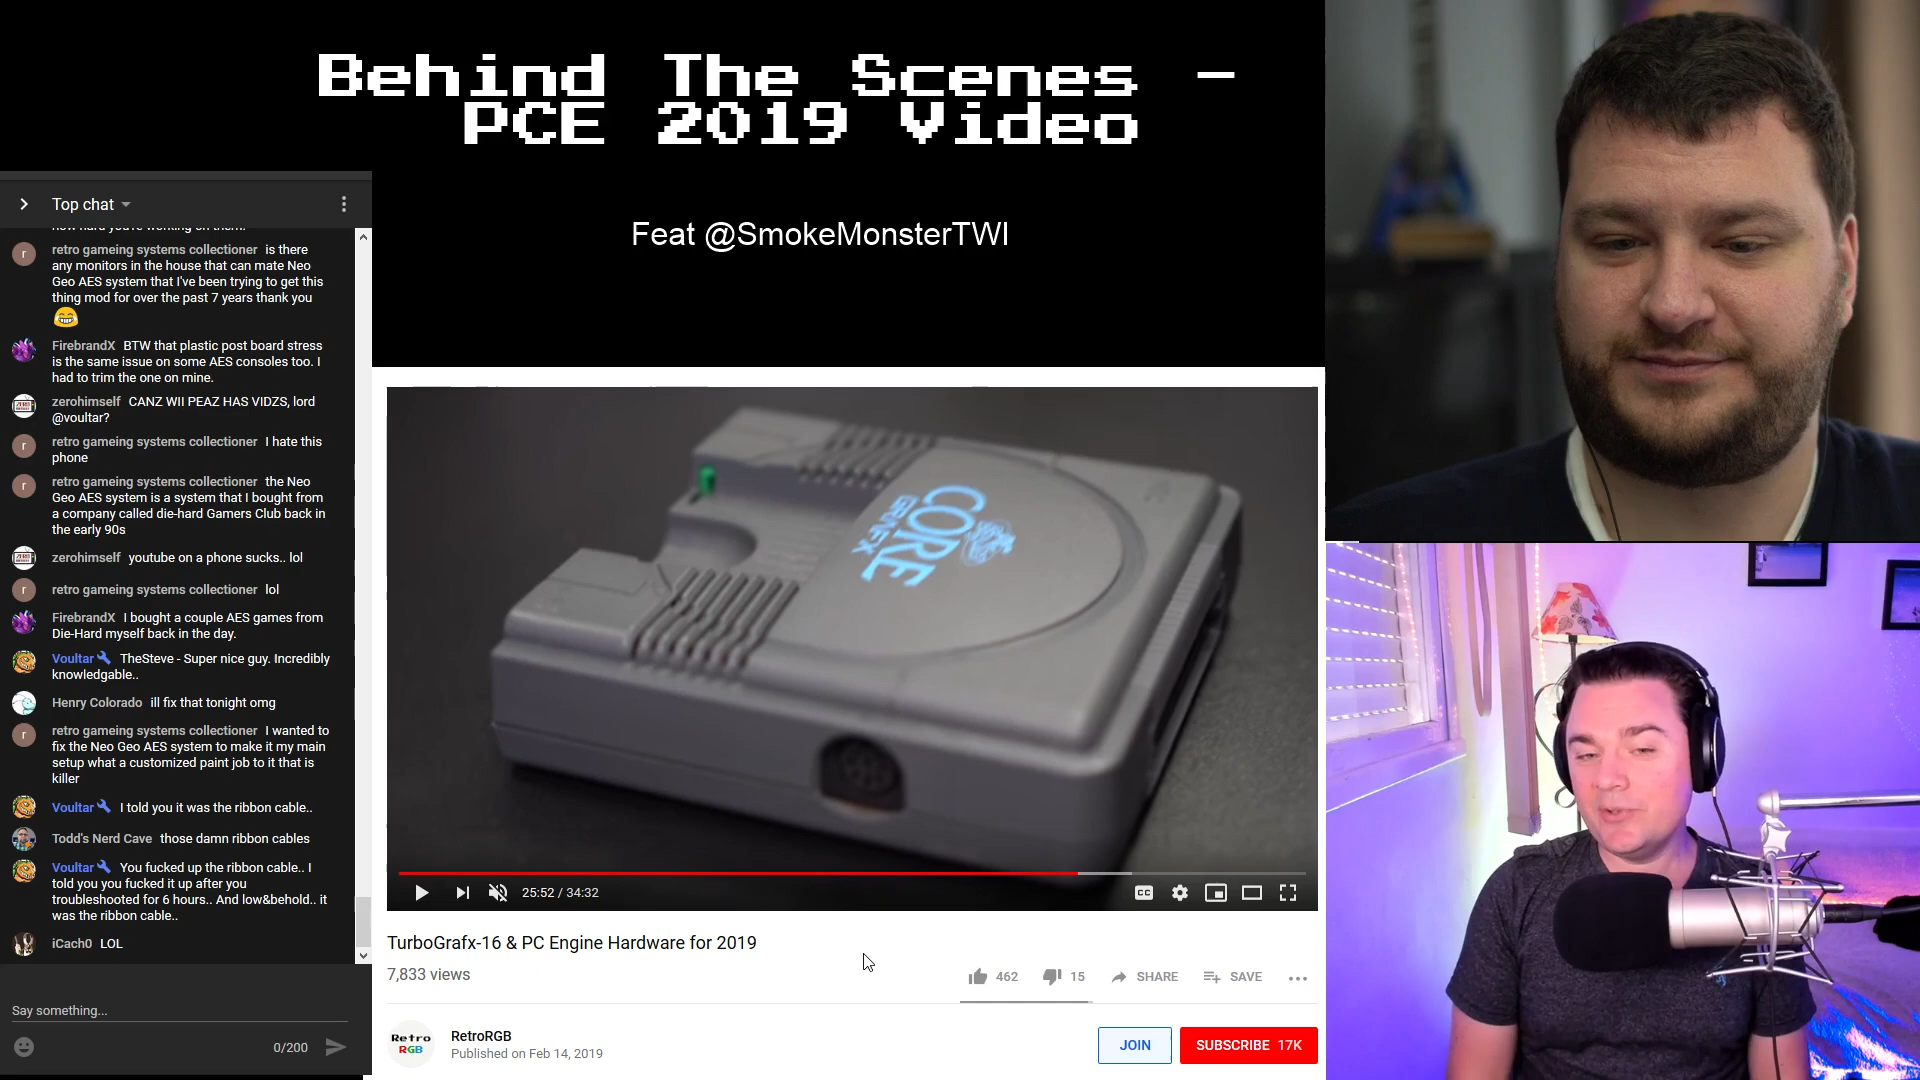 Behind The Scenes -
PCE 2019 Video
Feat @SmokeMonsterTWI
Top chat
how hard you're working on them.
retro gameing systems collectioner is there
any monitors in the house that can mate Neo
Geo AES system that I've been trying to get this
thing mod for over the past 7 years thank you
FirebrandX BTW that plastic post board stress
is the same issue on some AES consoles too. I
had to trim the one on mine.
zerohimself CANZ WII PEAZ HAS VIDZS, lord
@voultar?
retro gameing systems collectioner I hate this
phone
retro gameing systems collectioner the Neo
Geo AES system is a system that I bought from
a company called die-hard Gamers Club back in
the early 90s
zerohimself youtube on a phone sucks.. lol
retro gameing systems collectioner lol
FirebrandX I bought a couple AES games from
Die-Hard myself back in the day.
Voultar TheSteve - Super nice guy. Incredibly
knowledgable..
Henry Colorado ill fix that tonight omg
retro gameing systems collectioner I wanted to
fix the Neo Geo AES system to make it my main
setup what a customized paint job to it that is
killer
Voultar I told you it was the ribbon cable..
Todd's Nerd Cave those damn ribbon cables
Voultar You fucked up the ribbon cable.. I
told you you fucked it up after you
troubleshooted for 6 hours.. And low&behold.. it
was the ribbon cable..
iCach0 LOL
Say something...
0/200
CORE
GRAFX
25:52 / 34:32
CC
TurboGrafx-16 & PC Engine Hardware for 2019
7,833 views
462
15
SHARE
SAVE
Retro
RGB
RetroRGB
Published on Feb 14, 2019
JOIN
SUBSCRIBE 17K